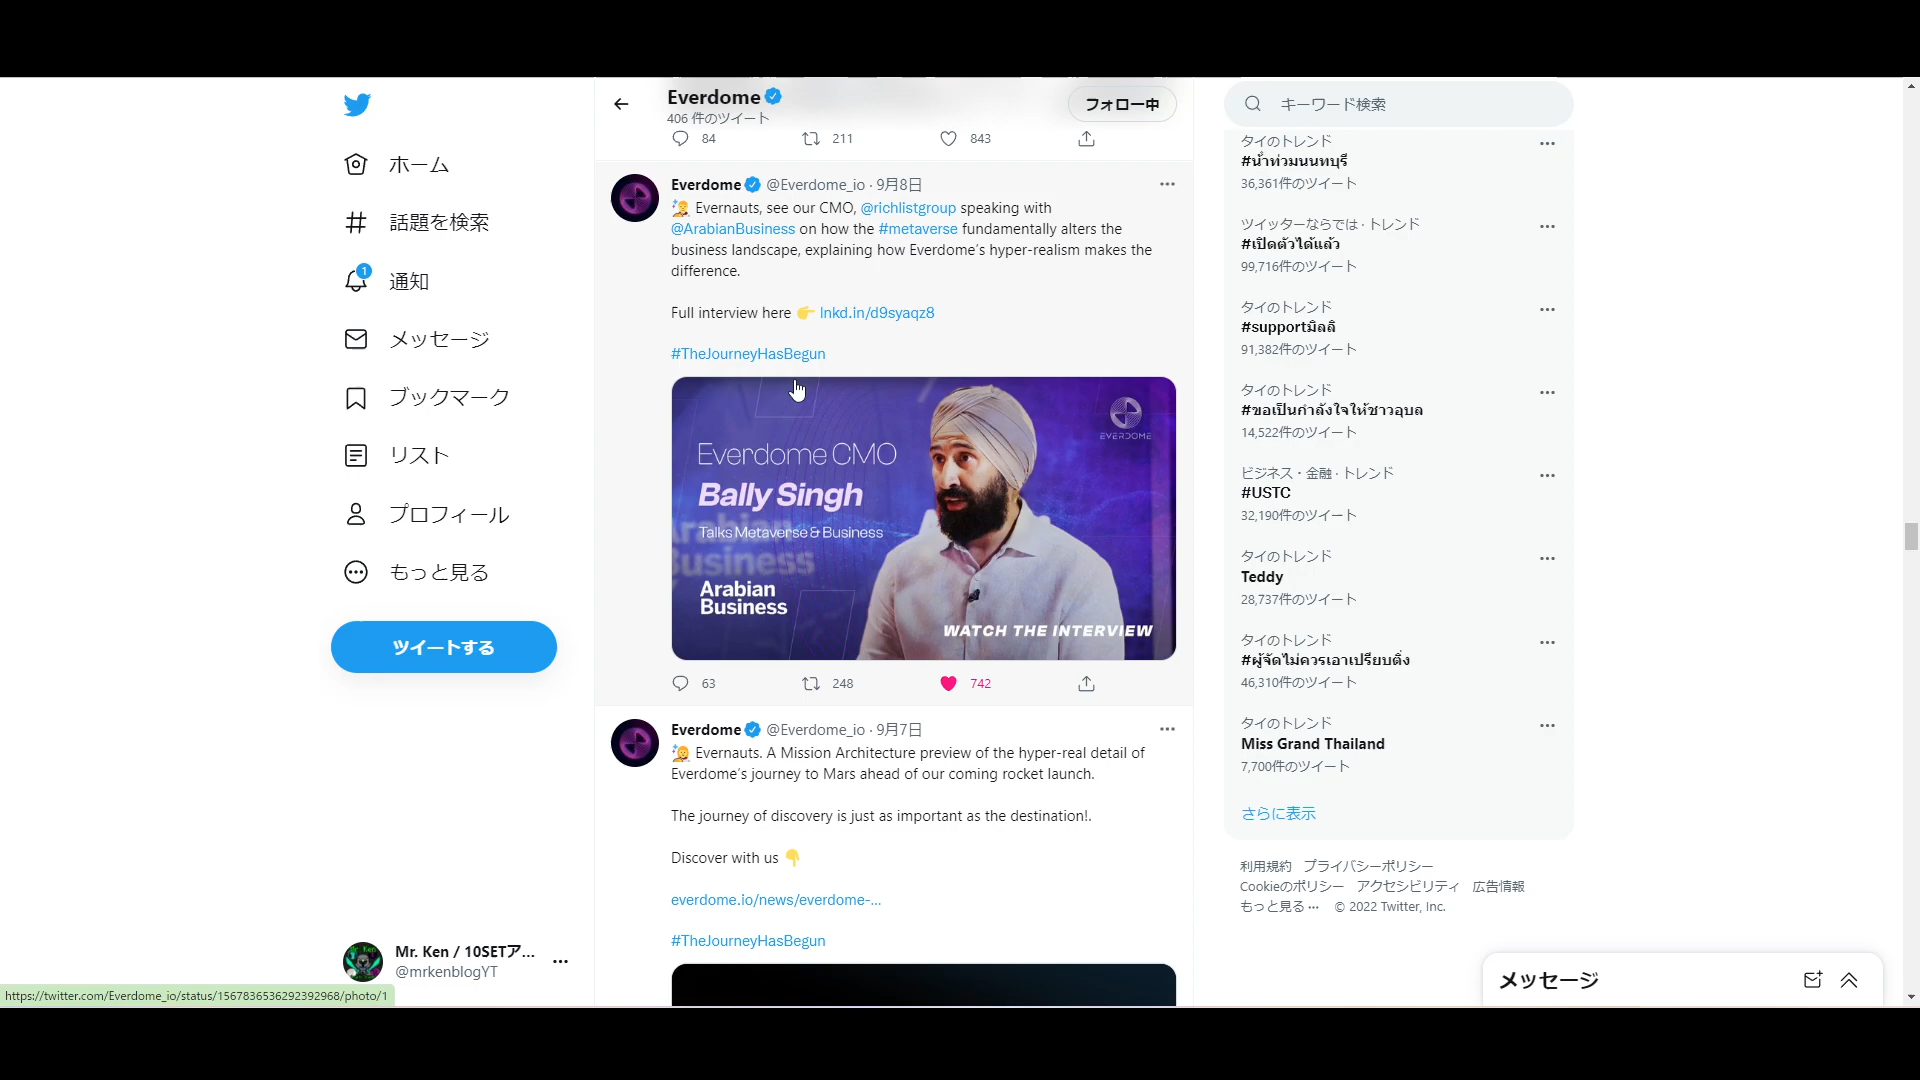 ホーム
話題を検索
1
通知
メッセージ
ブックマーク
リスト
プロフィール
もっと見る
ツイートする
Mr. Ken / 10SETア...
@mrkenblogYT
https://twitter.com/Everdome_io/status/1567836536292392968/photo/1
Everdome
406 件のツイート
フォロー中
84 211 843
Everdome @Everdome_io · 9月8日
Evernauts, see our CMO, @richlistgroup speaking with
@ArabianBusiness on how the #metaverse fundamentally alters the
business landscape, explaining how Everdome's hyper-realism makes the
difference.
Full interview here 👉 lnkd.in/d9syaqz8
#TheJourneyHasBegun
EVERDOME
Everdome CMO
Bally Singh
Talks Metaverse & Business
Arabian
Business
Arabian
Business
WATCH THE INTERVIEW
63 248 742
Everdome @Everdome_io · 9月7日
Evernauts. A Mission Architecture preview of the hyper-real detail of
Everdome's journey to Mars ahead of our coming rocket launch.
The journey of discovery is just as important as the destination!.
Discover with us 👇
everdome.io/news/everdome-...
#TheJourneyHasBegun
キーワード検索
タイのトレンド
#น้ำท่วมนนทบุรี
36,361件のツイート
ツイッターならでは · トレンド
#เปิดตัวได้แล้ว
99,716件のツイート
タイのトレンド
#supportมิลลิ
91,382件のツイート
タイのトレンド
#ขอเป็นกำลังใจให้ชาวอุบล
14,522件のツイート
ビジネス・金融 · トレンド
#USTC
32,190件のツイート
タイのトレンド
Teddy
28,737件のツイート
タイのトレンド
#ผู้จัดไม่ควรเอาเปรียบติ่ง
46,310件のツイート
タイのトレンド
Miss Grand Thailand
7,700件のツイート
さらに表示
利用規約 プライバシーポリシー
Cookieのポリシー アクセシビリティ 広告情報
もっと見る ... © 2022 Twitter, Inc.
メッセージ